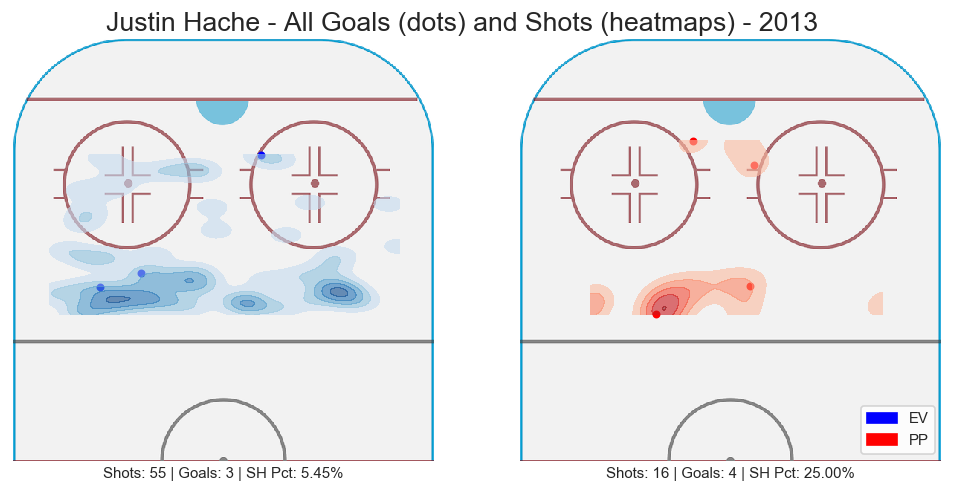 Justin Hache - All Goals (dots) and Shots (heatmaps) - 2013
EV
PP
Shots: 55 | Goals: 3 | SH Pct: 5.45%
Shots: 16 | Goals: 4 | SH Pct: 25.00%